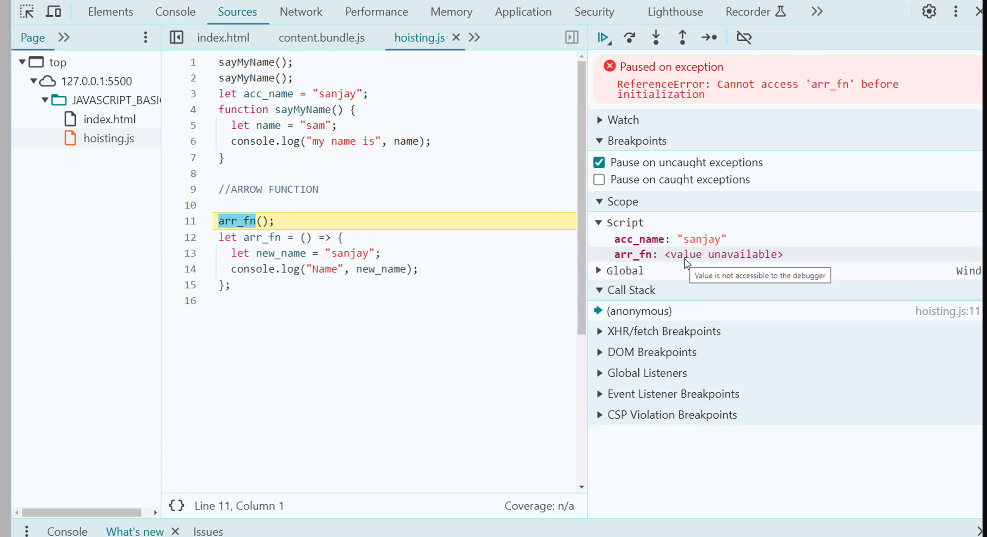 Elements Console Sources Network Performance Memory Application Security Lighthouse Recorder
Page index.html content.bundle.js hoisting.js
top
127.0.0.1:5500
JAVASCRIPT_BASI
index.html
hoisting.js
1 sayMyName();
2 sayMyName();
3 let acc_name = "sanjay";
4 function sayMyName() {
5 let name = "sam";
6 console.log("my name is", name);
7 }
8
9 //ARROW FUNCTION
10
11 arr_fn();
12 let arr_fn = () => {
13 let new_name = "sanjay";
14 console.log("Name", new_name);
15 };
16
{} Line 11, Column 1 Coverage: n/a
Paused on exception
ReferenceError: Cannot access 'arr_fn' before
initialization
Watch
Breakpoints
Pause on uncaught exceptions
Pause on caught exceptions
Scope
Script
acc_name: "sanjay"
arr_fn: <value unavailable>
Global Wind
Value is not accessible to the debugger
Call Stack
(anonymous) hoisting.js:11
XHR/fetch Breakpoints
DOM Breakpoints
Global Listeners
Event Listener Breakpoints
CSP Violation Breakpoints
Console What's new Issues